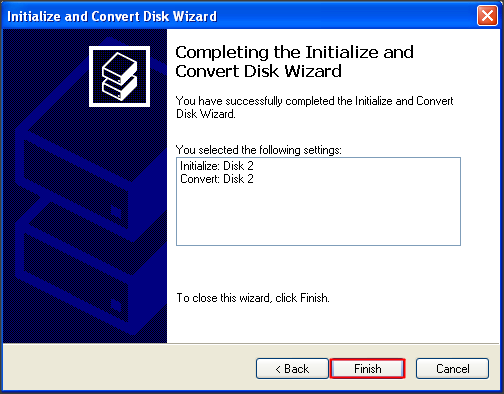 Initialize and Convert Disk Wizard
Completing the Initialize and
Convert Disk Wizard
You have successfully completed the Initialize and Convert
Disk Wizard.
You selected the following settings:
Initialize: Disk 2
Convert: Disk 2
To close this wizard, click Finish.
< Back
Finish
Cancel